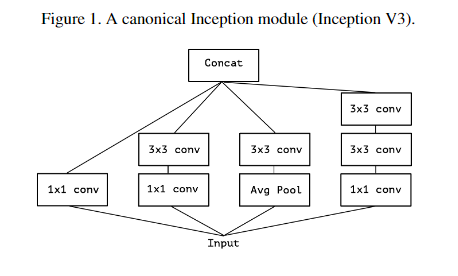 Figure 1. A canonical Inception module (Inception V3).
Concat
3x3 conv
3x3 conv 3x3 conv 3x3 conv
1x1 conv 1x1 conv Avg Pool 1x1 conv
Input